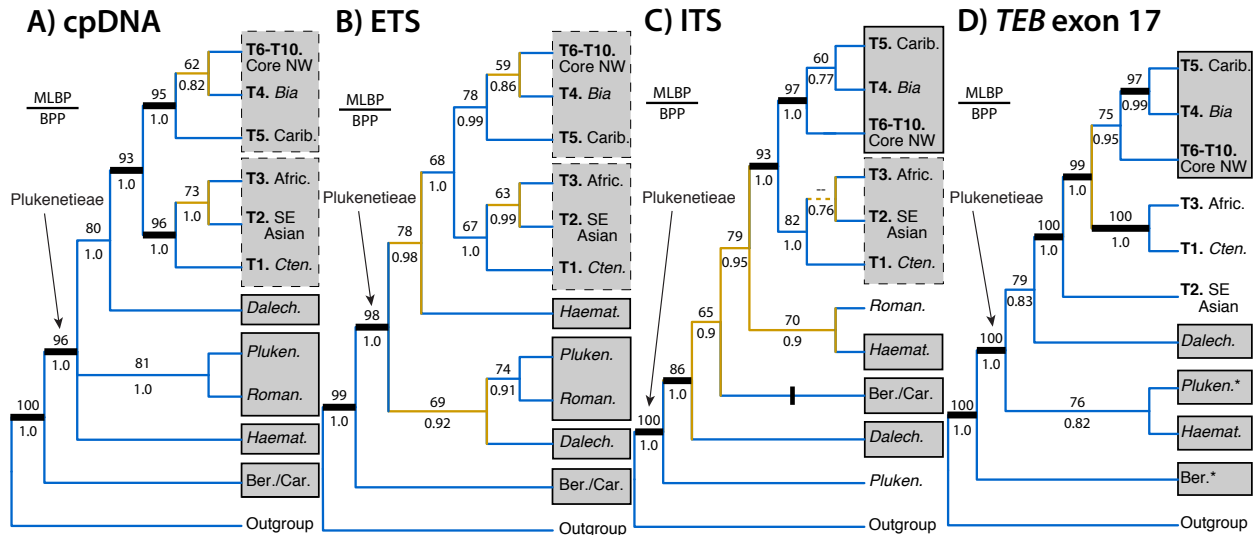 A) cpDNA
MLBP
BPP
Plukenetieae
62
0.82
95
1.0
93
1.0
73
1.0
96
1.0
80
1.0
96
1.0
81
1.0
100
1.0
T6-T10.
Core NW
T4. Bia
T5. Carib.
T3. Afric.
T2. SE
Asian
T1. Cten.
Dalech.
Pluken.
Roman.
Haemat.
Ber./Car.
Outgroup
B) ETS
MLBP
BPP
Plukenetieae
59
0.86
78
0.99
68
1.0
63
0.99
67
1.0
78
0.98
98
1.0
74
0.91
69
0.92
99
1.0
T6-T10.
Core NW
T4. Bia
T5. Carib.
T3. Afric.
T2. SE
Asian
T1. Cten.
Haemat.
Pluken.
Roman.
Dalech.
Ber./Car.
Outgroup
C) ITS
MLBP
BPP
Plukenetieae
60
0.77
97
1.0
93
1.0
--
0.76
82
1.0
79
0.95
65
0.9
70
0.9
86
1.0
100
1.0
T5. Carib.
T4. Bia
T6-T10.
Core NW
T3. Afric.
T2. SE
Asian
T1. Cten.
Roman.
Haemat.
Ber./Car.
Dalech.
Pluken.
Outgroup
D) TEB exon 17
MLBP
BPP
Plukenetieae
97
0.99
75
0.95
99
1.0
100
1.0
100
1.0
79
0.83
100
1.0
76
0.82
100
1.0
T5. Carib.
T4. Bia
T6-T10.
Core NW
T3. Afric.
T1. Cten.
T2. SE
Asian
Dalech.
Pluken.*
Haemat.
Ber.*
Outgroup